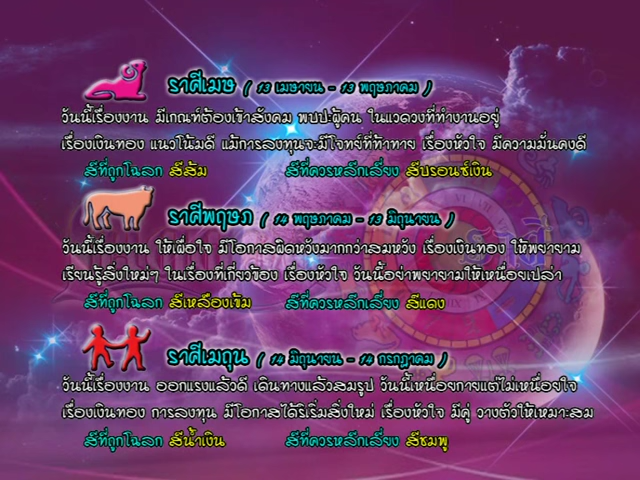 ราศีเมษ ( 13 เมษายน - 13 พฤษภาคม )
วันนี้เรื่องงาน มีเกณฑ์ต้องเข้าสังคม พบปะผู้คน ในแวดวงที่ทำงานอยู่
เรื่องเงินทอง แนวโน้มดี แม้การลงทุนจะมีโจทย์ที่ท้าทาย เรื่องหัวใจ มีความมั่นคงดี
สีที่ถูกโฉลก สีส้ม สีที่ควรหลีกเลี่ยง สีบรอนซ์เงิน
ราศีพฤษภ ( 14 พฤษภาคม - 13 มิถุนายน )
วันนี้เรื่องงาน ให้เผื่อใจ มีโอกาสผิดหวังมากกว่าสมหวัง เรื่องเงินทอง ให้พยายาม
เรียนรู้สิ่งใหม่ๆ ในเรื่องที่เกี่ยวข้อง เรื่องหัวใจ วันนี้อย่าพยายามให้เหนื่อยเปล่า
สีที่ถูกโฉลก สีเหลืองเข้ม สีที่ควรหลีกเลี่ยง สีแดง
ราศีเมถุน ( 14 มิถุนายน - 14 กรกฎาคม )
วันนี้เรื่องงาน ออกแรงแล้วดี เดินทางแล้วสมรูป วันนี้เหนื่อยกายแต่ไม่เหนื่อยใจ
เรื่องเงินทอง การลงทุน มีโอกาสได้ริเริ่มสิ่งใหม่ เรื่องหัวใจ มีคู่ วางตัวให้เหมาะสม
สีที่ถูกโฉลก สีน้ำเงิน สีที่ควรหลีกเลี่ยง สีชมพู